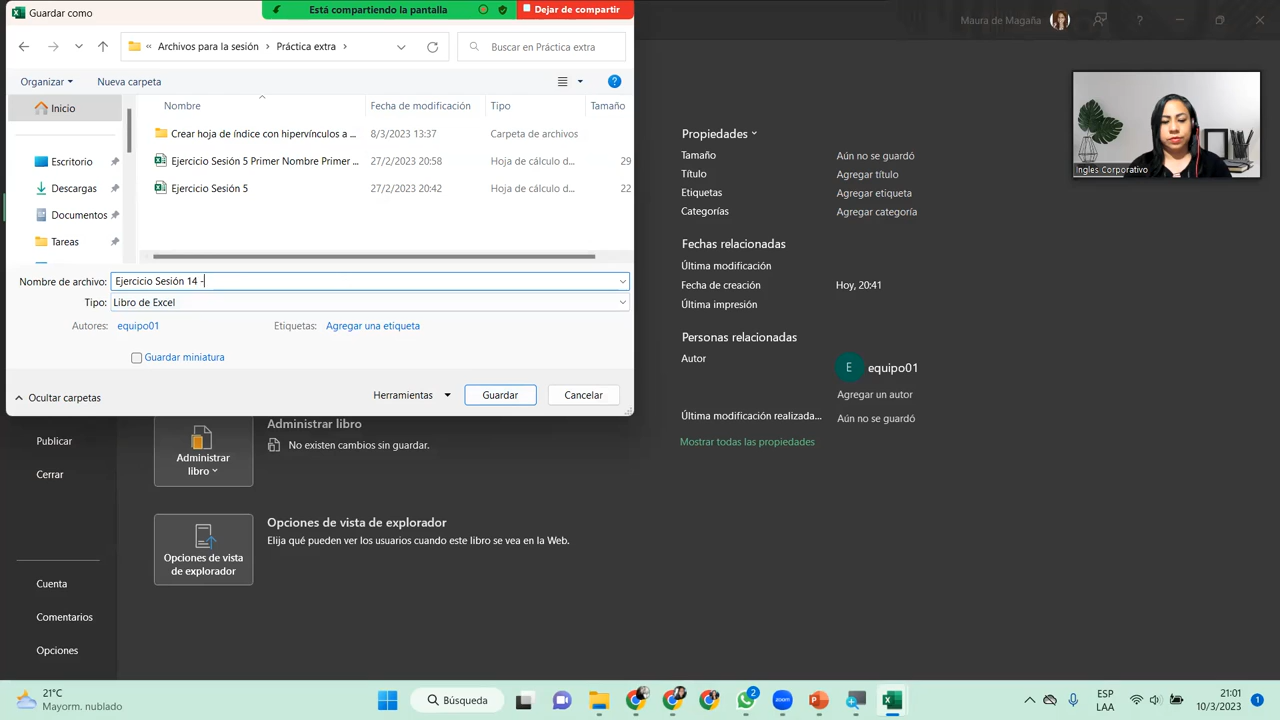 Guardar como
Está compartiendo la pantalla
Dejar de compartir
Maura de Magaña
« Archivos para la sesión > Práctica extra >
Buscar en Práctica extra
Organizar
Nueva carpeta
Inicio
Escritorio
Descargas
Documentos
Tareas
Nombre
Fecha de modificación
Tipo
Tamaño
Crear hoja de índice con hipervínculos a ...
8/3/2023 13:37
Carpeta de archivos
Ejercicio Sesión 5 Primer Nombre Primer ...
27/2/2023 20:58
Hoja de cálculo d...
29
Ejercicio Sesión 5
27/2/2023 20:42
Hoja de cálculo d...
22
Nombre de archivo: Ejercicio Sesión 14 -
Tipo: Libro de Excel
Autores: equipo01
Etiquetas: Agregar una etiqueta
Guardar miniatura
Ocultar carpetas
Herramientas
Guardar
Cancelar
Publicar
Cerrar
Cuenta
Opciones de vista de explorador
Comentarios
Opciones
Administrar libro
Administrar libro
No existen cambios sin guardar.
Opciones de vista de explorador
Elija qué pueden ver los usuarios cuando este libro se vea en la Web.
Propiedades
Tamaño
Aún no se guardó
Título
Agregar título
Etiquetas
Agregar etiqueta
Categorías
Agregar categoría
Fechas relacionadas
Última modificación
Fecha de creación
Hoy, 20:41
Última impresión
Personas relacionadas
Autor
E
equipo01
Agregar un autor
Última modificación realizada...
Aún no se guardó
Mostrar todas las propiedades
Ingles Corporativo
21°C
Mayorm. nublado
Búsqueda
2
ESP
LAA
21:01
10/3/2023
1